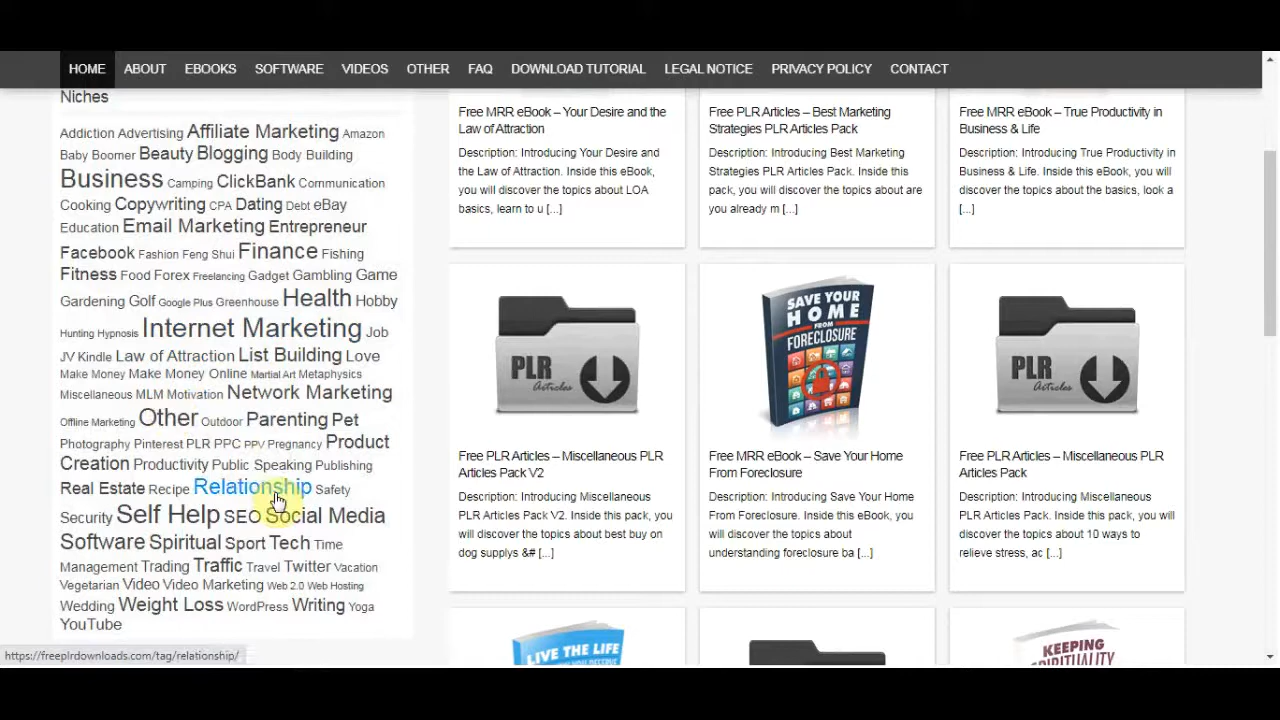 HOME ABOUT EBOOKS SOFTWARE VIDEOS OTHER FAQ DOWNLOAD TUTORIAL LEGAL NOTICE PRIVACY POLICY CONTACT
Niches
Addiction Advertising Affiliate Marketing Amazon
Baby Boomer Beauty Blogging Body Building
Business Camping ClickBank Communication
Cooking Copywriting CPA Dating Debt eBay
Education Email Marketing Entrepreneur
Facebook Fashion Feng Shui Finance Fishing
Fitness Food Forex Freelancing Gadget Gambling Game
Gardening Golf Google Plus Greenhouse Health Hobby
Hunting Hypnosis Internet Marketing Job
JV Kindle Law of Attraction List Building Love
Make Money Make Money Online Martial Art Metaphysics
Miscellaneous MLM Motivation Network Marketing
Offline Marketing Other Outdoor Parenting Pet
Photography Pinterest PLR PPC PPV Pregnancy Product
Creation Productivity Public Speaking Publishing
Real Estate Recipe Relationship Safety
Security Self Help SEO Social Media
Software Spiritual Sport Tech Time
Management Trading Traffic Travel Twitter Vacation
Vegetarian Video Video Marketing Web 2.0 Web Hosting
Wedding Weight Loss WordPress Writing Yoga
YouTube
Free MRR eBook – Your Desire and the
Law of Attraction
Description: Introducing Your Desire and
the Law of Attraction. Inside this eBook,
you will discover the topics about LOA
basics, learn to u [...]
Free PLR Articles – Best Marketing
Strategies PLR Articles Pack
Description: Introducing Best Marketing
Strategies PLR Articles Pack. Inside this
pack, you will discover the topics about are
you already m [...]
Free MRR eBook – True Productivity in
Business & Life
Description: Introducing True Productivity in
Business & Life. Inside this eBook, you will
discover the topics about the basics, look a
[...]
PLR
Articles
Free PLR Articles – Miscellaneous PLR
Articles Pack V2
Description: Introducing Miscellaneous
PLR Articles Pack V2. Inside this pack, you
will discover the topics about best buy on
dog supplies &# [...]
SAVE YOUR
HOME
FROM
FORECLOSURE
Free MRR eBook – Save Your Home
From Foreclosure
Description: Introducing Save Your Home
From Foreclosure. Inside this eBook, you
will discover the topics about
understanding foreclosure ba [...]
PLR
Articles
Free PLR Articles – Miscellaneous PLR
Articles Pack
Description: Introducing Miscellaneous
PLR Articles Pack. Inside this pack, you
will discover the topics about 10 ways to
relieve stress, ac [...]
LIVE THE LIFE
KEEPING
SPIRITUALITY
https://freeplrdownloads.com/tag/relationship/